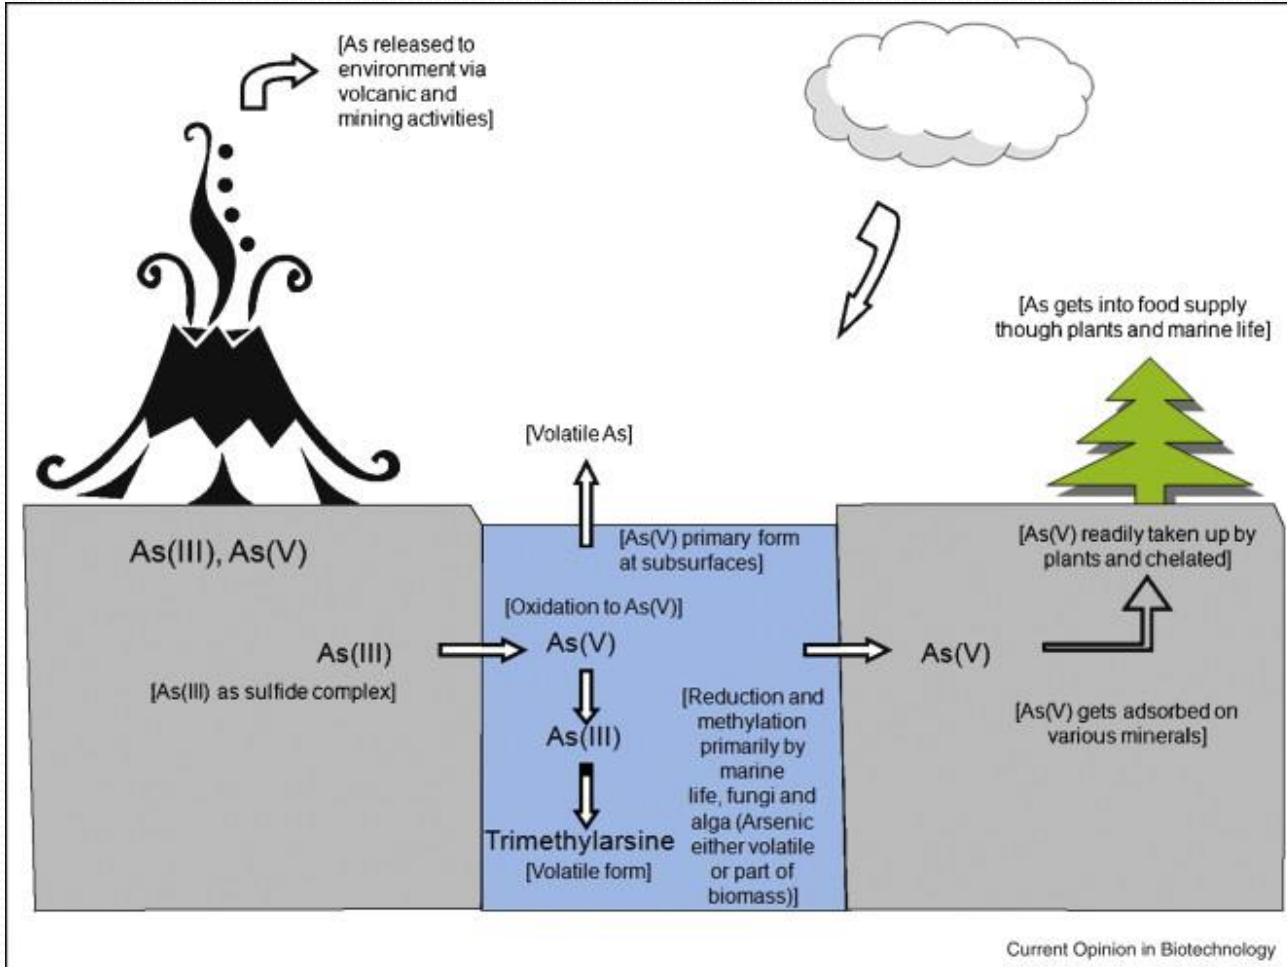 [As released to
environment via
volcanic and
mining activities]
[As gets into food supply
though plants and marine life]
[Volatile As]
As(III), As(V)
[As(V) primary form
at subsurfaces]
[As(V) readily taken up by
plants and chelated]
[Oxidation to As(V)]
As(III)
As(V)
As(V)
[As(III) as sulfide complex]
As(III)
[Reduction and
methylation
primarily by
marine
life, fungi and
alga (Arsenic
either volatile
or part of
biomass)]
[As(V) gets adsorbed on
various minerals]
Trimethylarsine
[Volatile form]
Current Opinion in Biotechnology